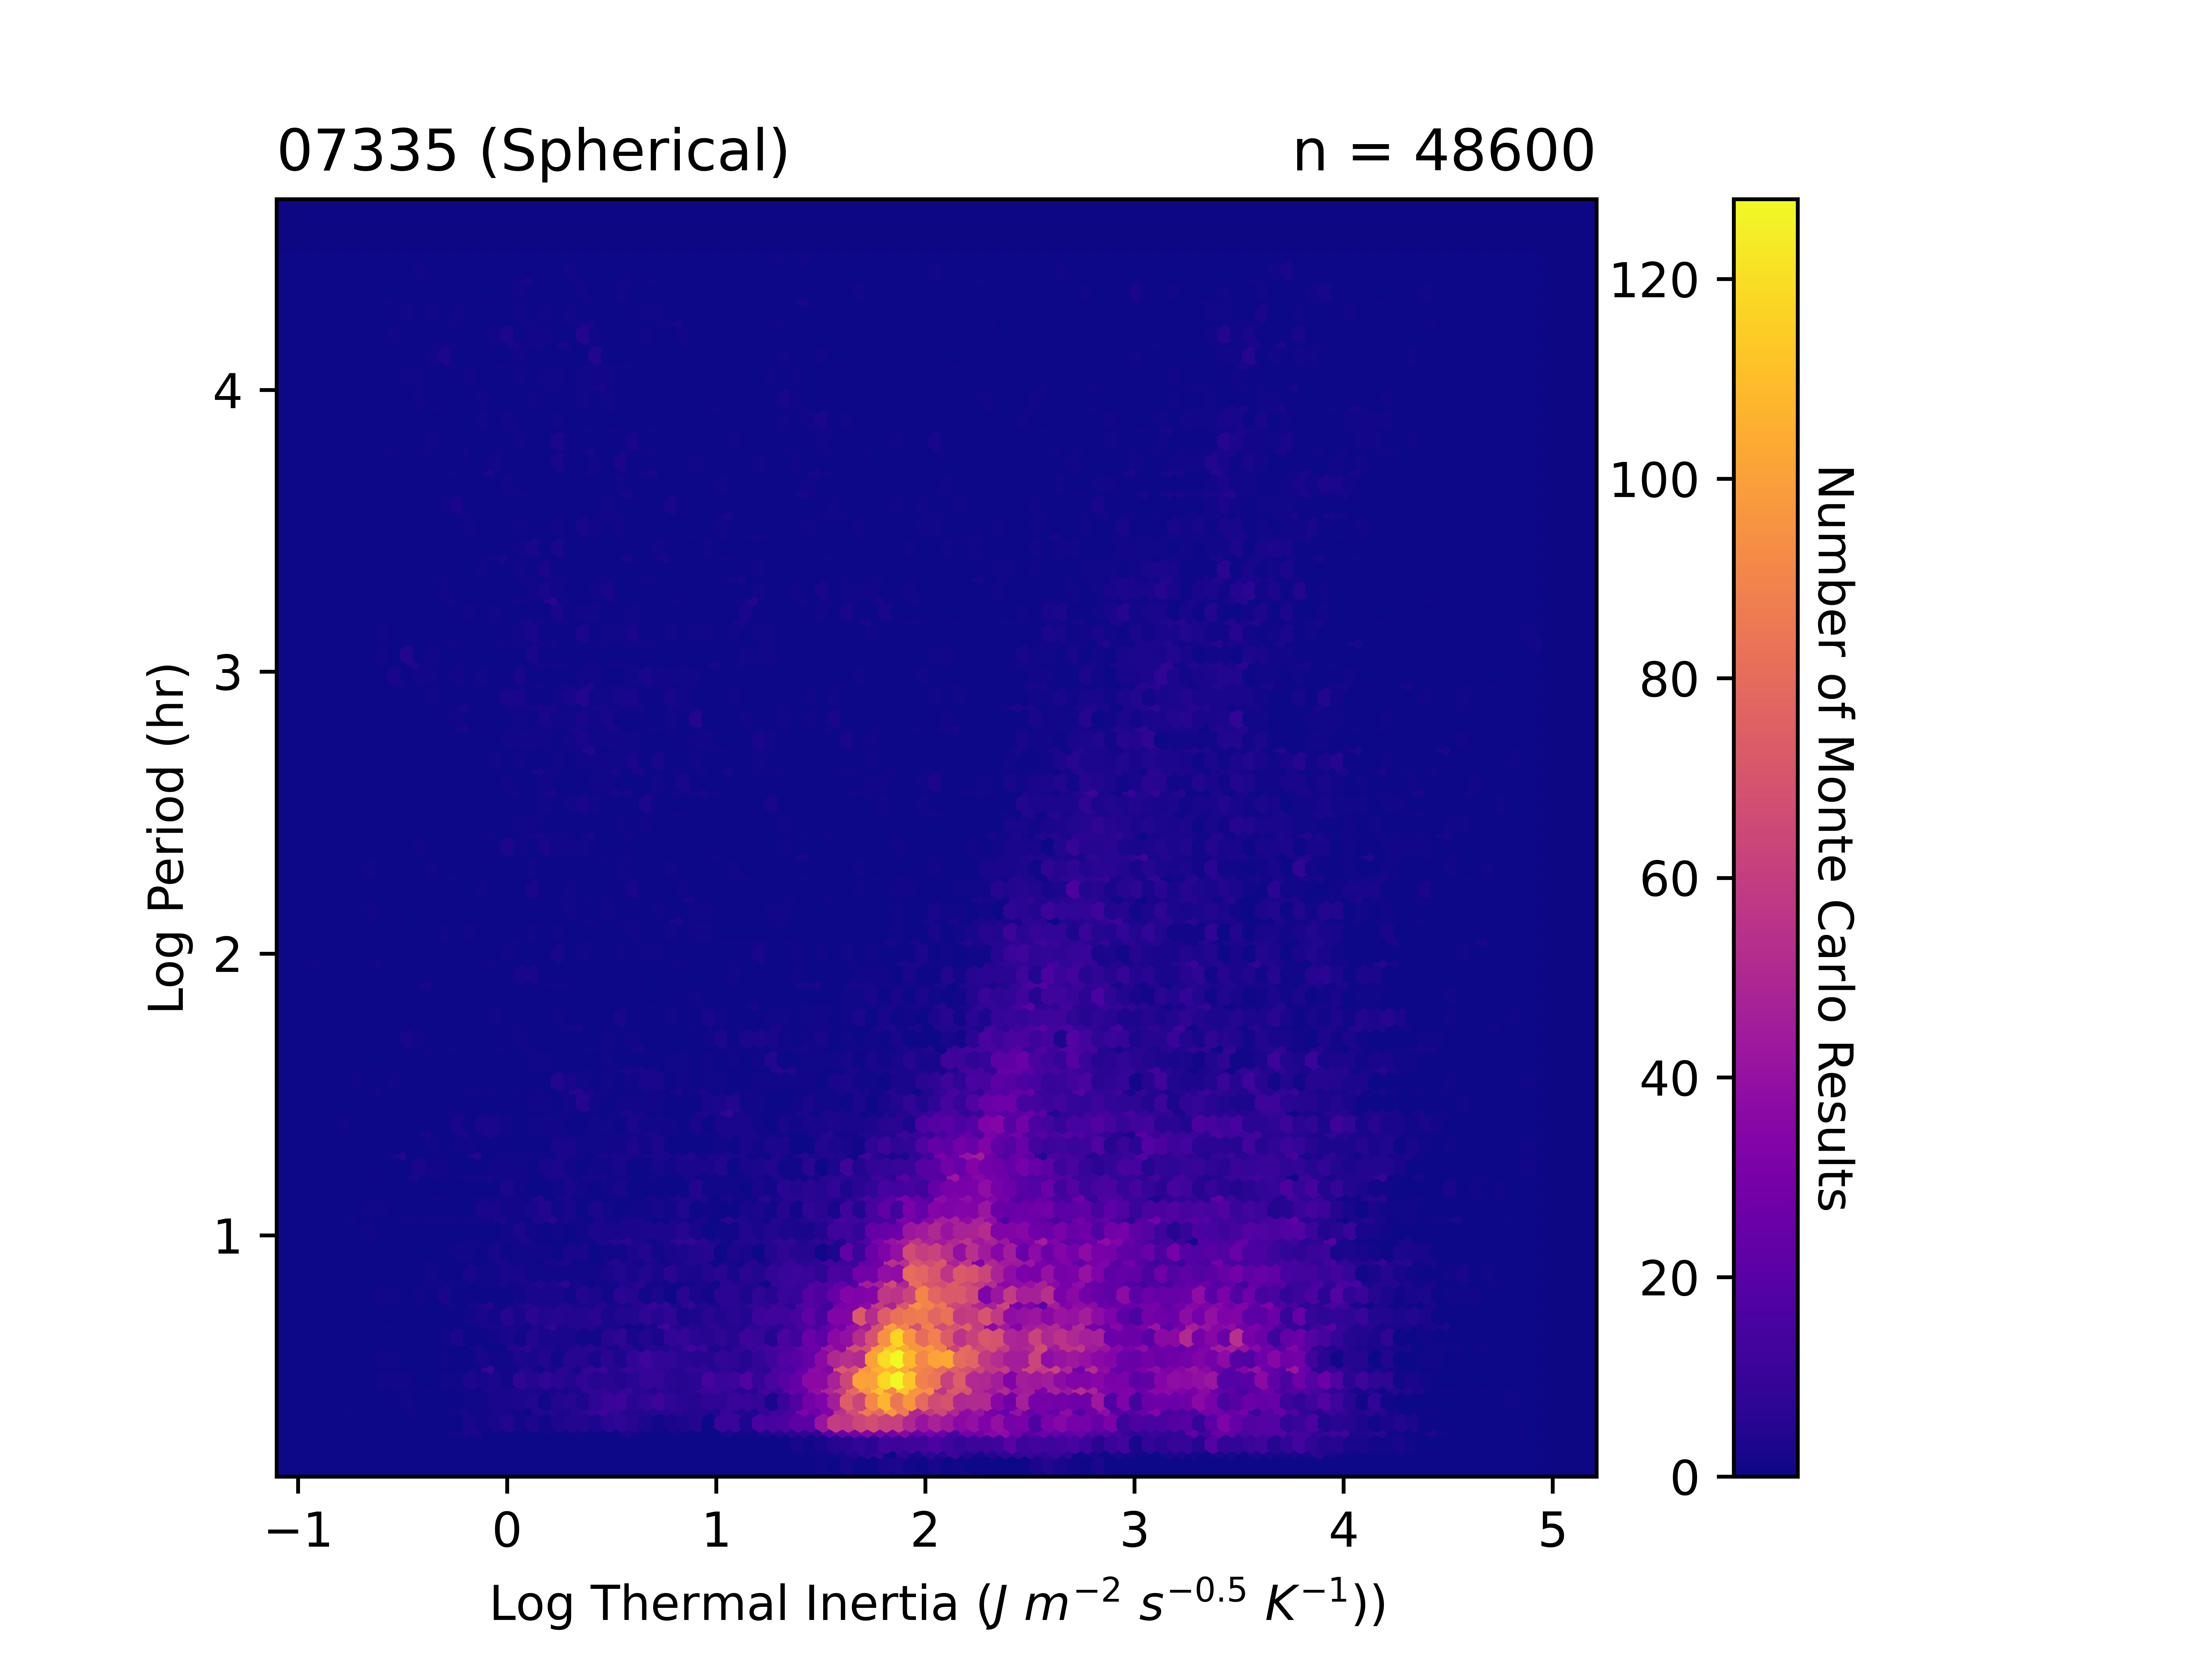 07335 (Spherical)
n = 48600
Log Period (hr)
4
3
2
1
−1 0 1 2 3 4 5
Log Thermal Inertia (J m⁻² s⁻⁰·⁵ K⁻¹))
120
100
80
60
40
20
0
Number of Monte Carlo Results